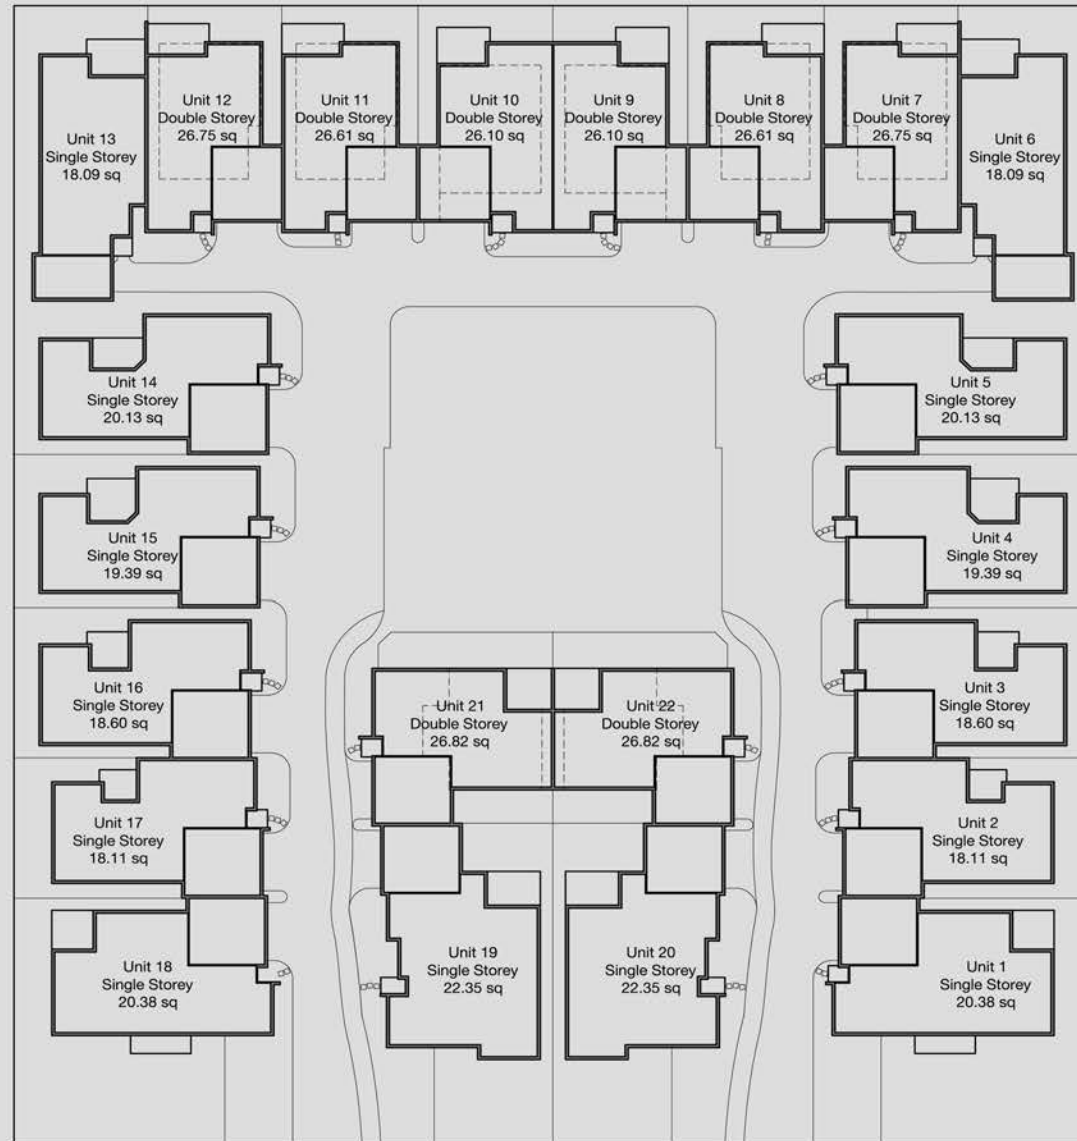 Unit 12
Double Storey
26.75 sq
Unit 11
Double Storey
26.61 sq
Unit 10
Double Storey
26.10 sq
Unit 9
Double Storey
26.10 sq
Unit 8
Double Storey
26.61 sq
Unit 7
Double Storey
26.75 sq
Unit 13
Single Storey
18.09 sq
Unit 6
Single Storey
18.09 sq
Unit 14
Single Storey
20.13 sq
Unit 5
Single Storey
20.13 sq
Unit 15
Single Storey
19.39 sq
Unit 4
Single Storey
19.39 sq
Unit 16
Single Storey
18.60 sq
Unit 21
Double Storey
26.82 sq
Unit 22
Double Storey
26.82 sq
Unit 3
Single Storey
18.60 sq
Unit 17
Single Storey
18.11 sq
Unit 2
Single Storey
18.11 sq
Unit 18
Single Storey
20.38 sq
Unit 19
Single Storey
22.35 sq
Unit 20
Single Storey
22.35 sq
Unit 1
Single Storey
20.38 sq